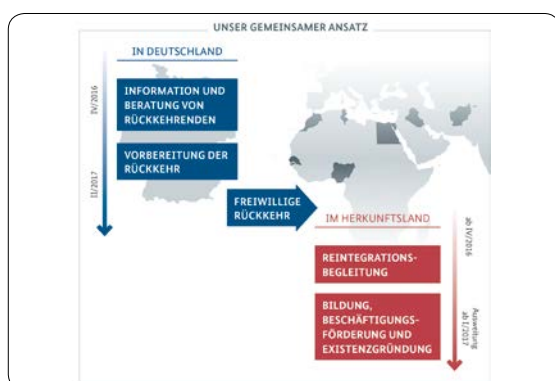 UNSER GEMEINSAMER ANSATZ
IN DEUTSCHLAND
IV/2016
INFORMATION UND
BERATUNG VON
RÜCKKEHRENDEN
VORBEREITUNG DER
RÜCKKEHR
II/2017
FREIWILLIGE
RÜCKKEHR
IM HERKUNFTSLAND
ab IV/2016
REINTEGRATIONS-
BEGLEITUNG
BILDUNG,
BESCHÄFTIGUNGS-
FÖRDERUNG UND
EXISTENZGRÜNDUNG
Ausweitung
ab I/2017